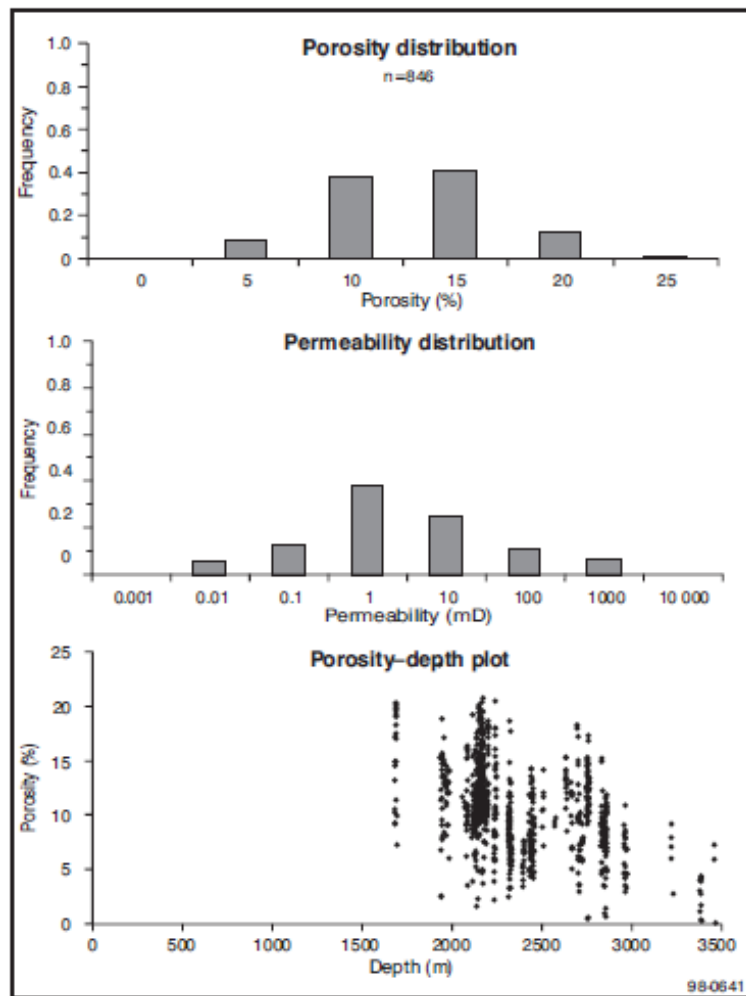 Porosity distribution
n=846
Frequency
1.0
0.8
0.6
0.4
0.2
0
0 5 10 15 20 25
Porosity (%)
Permeability distribution
Frequency
1.0
0.8
0.6
0.4
0.2
0
0.001 0.01 0.1 1 10 100 1000 10 000
Permeability (mD)
Porosity–depth plot
Porosity (%)
25
20
15
10
5
0
0 500 1000 1500 2000 2500 3000 3500
Depth (m)
98-0641